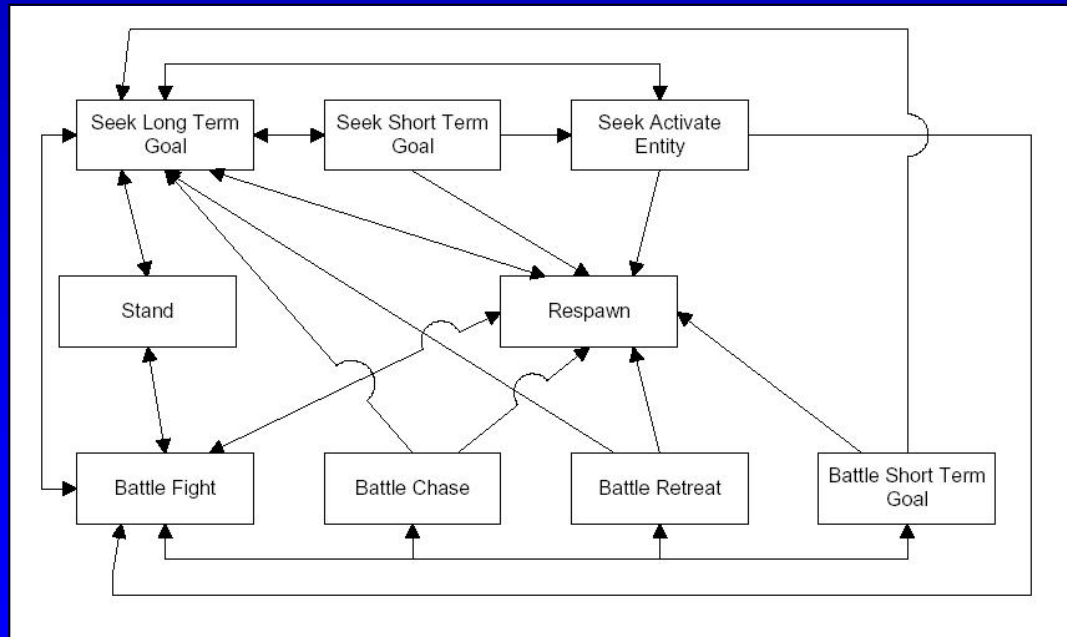 Seek Long Term
Goal
Seek Short Term
Goal
Seek Activate
Entity
Stand
Respawn
Battle Fight
Battle Chase
Battle Retreat
Battle Short Term
Goal